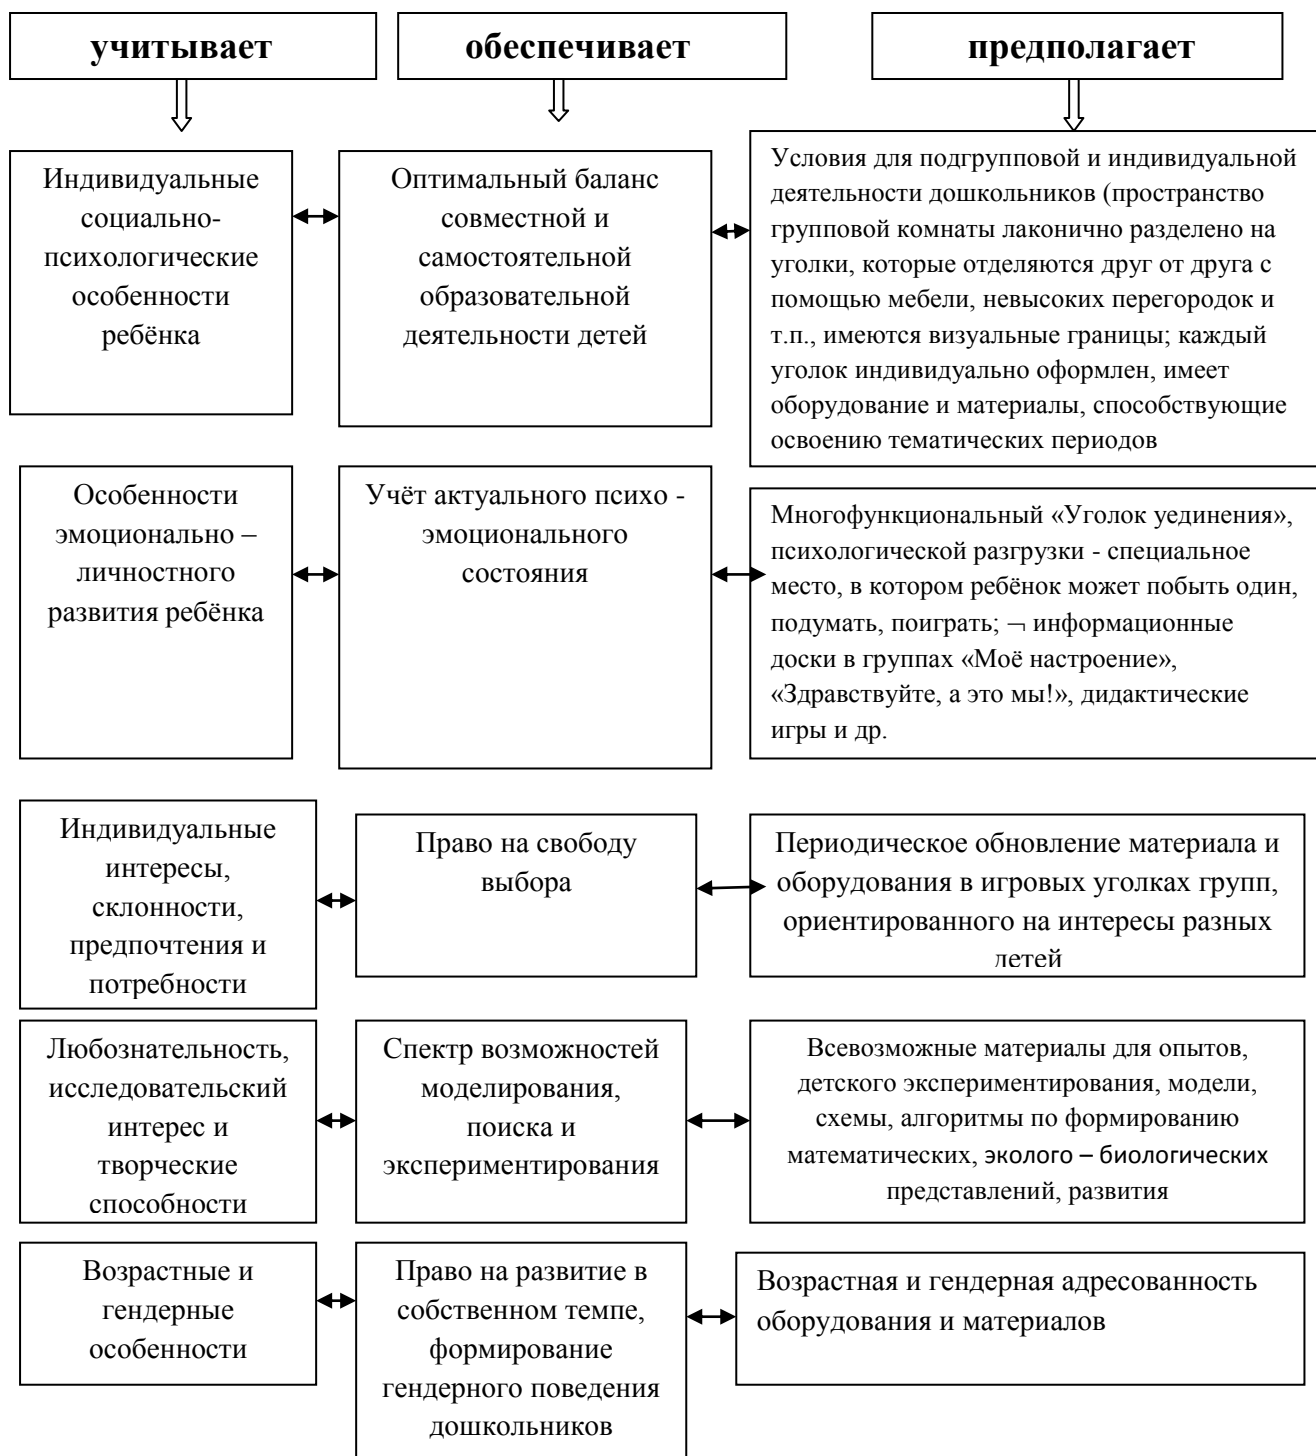 учитывает
обеспечивает
предполагает
Индивидуальные
социально-
психологические
особенности
ребёнка
Оптимальный баланс
совместной и
самостоятельной
образовательной
деятельности детей
Условия для подгрупповой и индивидуальной
деятельности дошкольников (пространство
групповой комнаты лаконично разделено на
уголки, которые отделяются друг от друга с
помощью мебели, невысоких перегородок и
т.п., имеются визуальные границы; каждый
уголок индивидуально оформлен, имеет
оборудование и материалы, способствующие
освоению тематических периодов
Особенности
эмоционально –
личностного
развития ребёнка
Учёт актуального психо -
эмоционального
состояния
Многофункциональный «Уголок уединения»,
психологической разгрузки - специальное
место, в котором ребёнок может побыть один,
подумать, поиграть; ¬ информационные
доски в группах «Моё настроение»,
«Здравствуйте, а это мы!», дидактические
игры и др.
Индивидуальные
интересы,
склонности,
предпочтения и
потребности
Право на свободу
выбора
Периодическое обновление материала и
оборудования в игровых уголках групп,
ориентированного на интересы разных
детей
Любознательность,
исследовательский
интерес и
творческие
способности
Спектр возможностей
моделирования,
поиска и
экспериментирования
Всевозможные материалы для опытов,
детского экспериментирования, модели,
схемы, алгоритмы по формированию
математических, эколого – биологических
представлений, развития
Возрастные и
гендерные
особенности
Право на развитие в
собственном темпе,
формирование
гендерного поведения
дошкольников
Возрастная и гендерная адресованность
оборудования и материалов